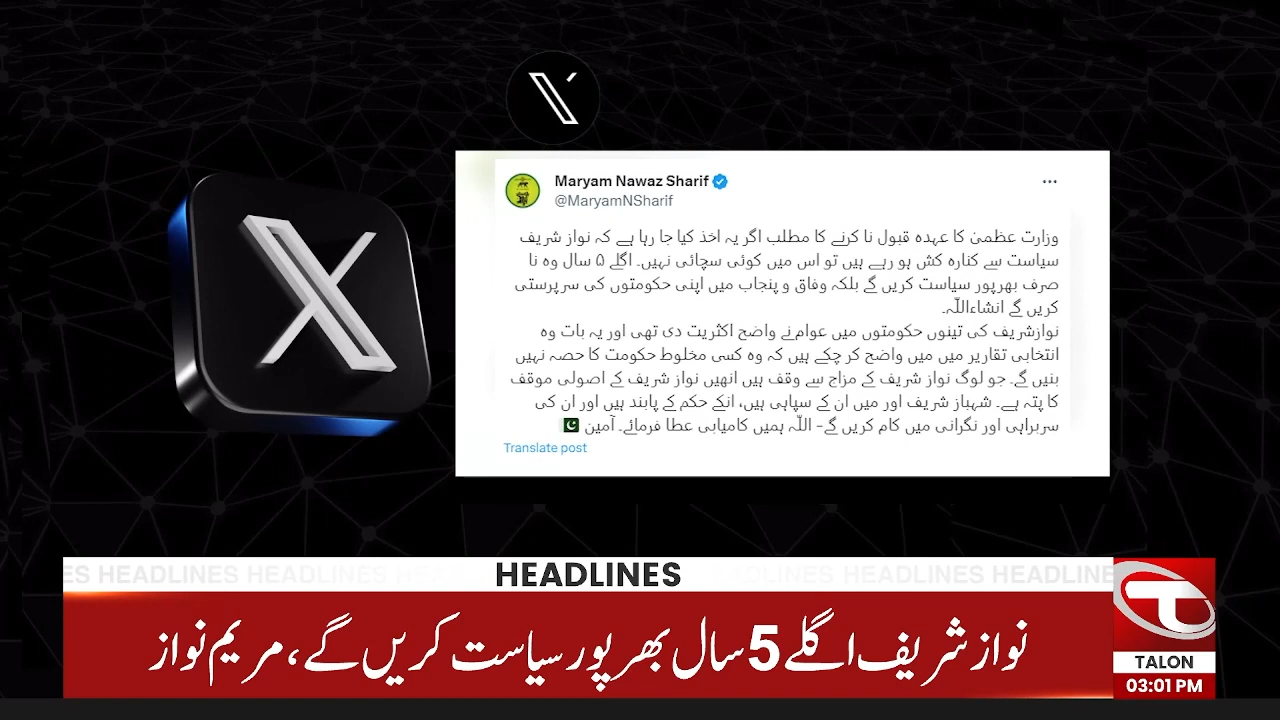 Maryam Nawaz Sharif
@MaryamNSharif
وزارت عظمیٰ کا عہدہ قبول نا کرنے کا مطلب اگر یہ اخذ کیا جا رہا ہے کہ نواز شریف
سیاست سے کنارہ کش ہو رہے ہیں تو اس میں کوئی سچائی نہیں۔ اگلے ۵ سال وہ نا
صرف بھرپور سیاست کریں گے بلکہ وفاق و پنجاب میں اپنی حکومتوں کی سرپرستی
کریں گے انشاءاللّہ۔
نوازشریف کی تینوں حکومتوں میں عوام نے واضح اکثریت دی تھی اور یہ بات وہ
انتخابی تقاریر میں میں واضح کر چکے ہیں کہ وہ کسی مخلوط حکومت کا حصہ نہیں
بنیں گے۔ جو لوگ نواز شریف کے مزاج سے وقف ہیں انھیں نواز شریف کے اصولی موقف
کا پتہ ہے۔ شہباز شریف اور میں ان کے سپاہی ہیں، انکے حکم کے پابند ہیں اور ان کی
سربراہی اور نگرانی میں کام کریں گے- اللّہ ہمیں کامیابی عطا فرمائے۔ آمین 🇵🇰
Translate post
ES HEADLINES HEADLINES HEADLINES HEADLINES HEADLINE
نواز شریف اگلے 5 سال بھرپور سیاست کریں گے، مریم نواز
TALON
03:01 PM